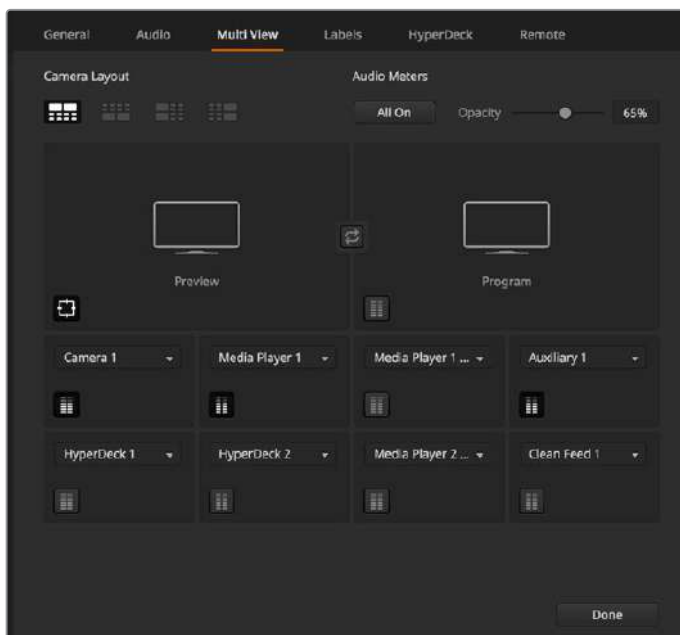 General Audio Multi View Labels HyperDeck Remote
Camera Layout Audio Meters
All On Opacity 65%
Preview Program
Camera 1 Media Player 1 Media Player 1 ... Auxiliary 1
HyperDeck 1 HyperDeck 2 Media Player 2 ... Clean Feed 1
Done